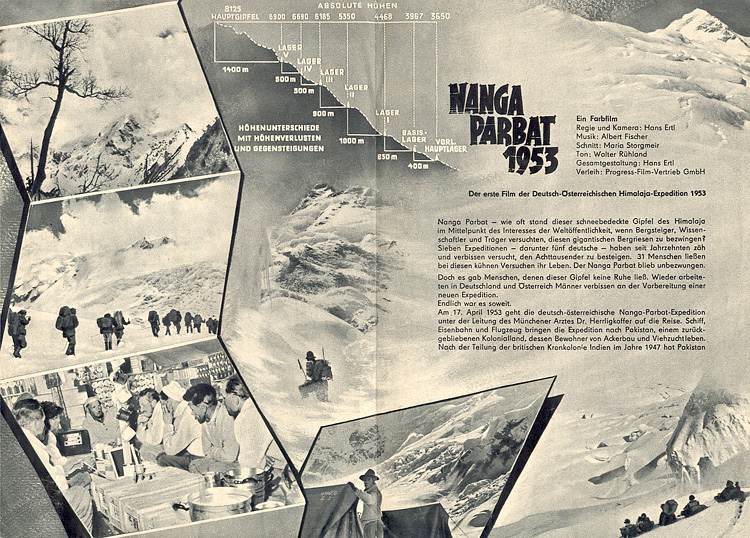 ABSOLUTE HÖHEN
8125
HAUPTGIPFEL
6900 6690 6185 5350 4468 3967 3650
LAGER
V
LAGER
IV
LAGER
III
LAGER
II
LAGER
I
BASIS-
LAGER
VORL.
HAUPTLAGER
1400 m
500 m
500 m
900 m
1000 m
650 m
400 m
HÖHENUNTERSCHIEDE
MIT HÖHENVERLUSTEN
UND GEGENSTEIGUNGEN
NANGA
PARBAT
1953
Ein Farbfilm
Regie und Kamera: Hans Ertl
Musik: Albert Fischer
Schnitt: Maria Storgmeir
Ton: Walter Rühland
Gesamtgestaltung: Hans Ertl
Verleih: Progress-Film-Vertrieb GmbH
Der erste Film der Deutsch-Österreichischen Himalaja-Expedition 1953
Nanga Parbat — wie oft stand dieser schneebedeckte Gipfel des Himalaja
im Mittelpunkt des Interesses der Weltöffentlichkeit, wenn Bergsteiger, Wissen-
schaftler und Träger versuchten, diesen gigantischen Bergriesen zu bezwingen?
Sieben Expeditionen — darunter fünf deutsche — haben seit Jahrzehnten zäh
und verbissen versucht, den Achttausender zu besteigen. 31 Menschen ließen
bei diesen kühnen Versuchen ihr Leben. Der Nanga Parbat blieb unbezwungen.
Doch es gab Menschen, denen dieser Gipfel keine Ruhe ließ. Wieder arbeite-
ten in Deutschland und Österreich Männer verbissen an der Vorbereitung einer
neuen Expedition.
Endlich war es soweit.
Am 17. April 1953 geht die deutsch-österreichische Nanga-Parbat-Expedition
unter der Leitung des Münchener Arztes Dr. Herrligkoffer auf die Reise. Schiff,
Eisenbahn und Flugzeug bringen die Expedition nach Pakistan, einem zurück-
gebliebenen Kolonialland, dessen Bewohner von Ackerbau und Viehzucht leben.
Nach der Teilung der britischen Kronkolonie Indien im Jahre 1947 hat Pakistan